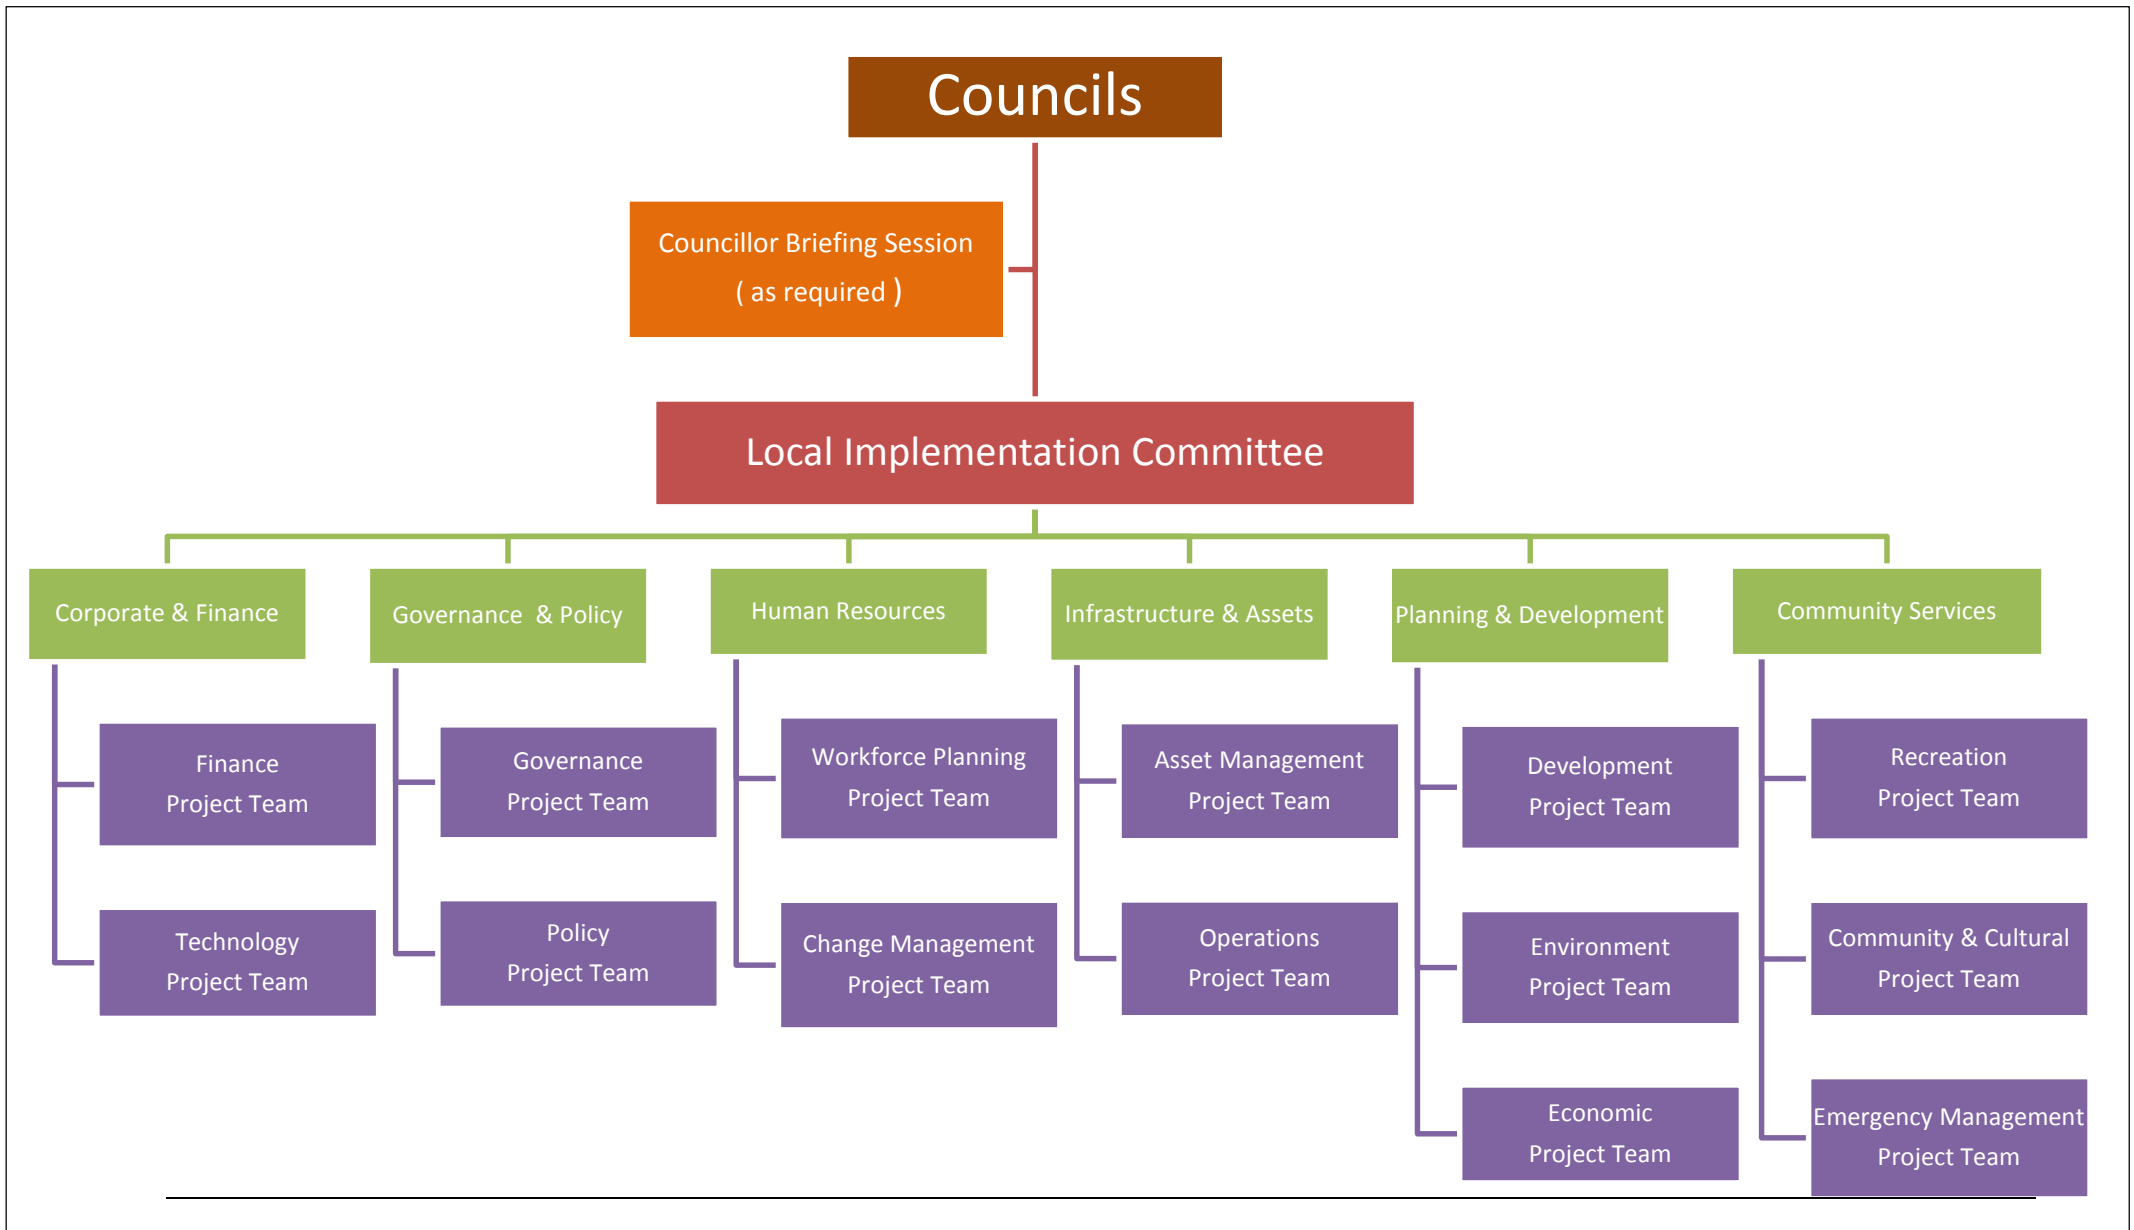 Councils
Councillor Briefing Session
( as required )
Local Implementation Committee
Corporate & Finance
Governance & Policy
Human Resources
Infrastructure & Assets
Planning & Development
Community Services
Finance
Project Team
Technology
Project Team
Governance
Project Team
Policy
Project Team
Workforce Planning
Project Team
Change Management
Project Team
Asset Management
Project Team
Operations
Project Team
Development
Project Team
Environment
Project Team
Economic
Project Team
Recreation
Project Team
Community & Cultural
Project Team
Emergency Management
Project Team